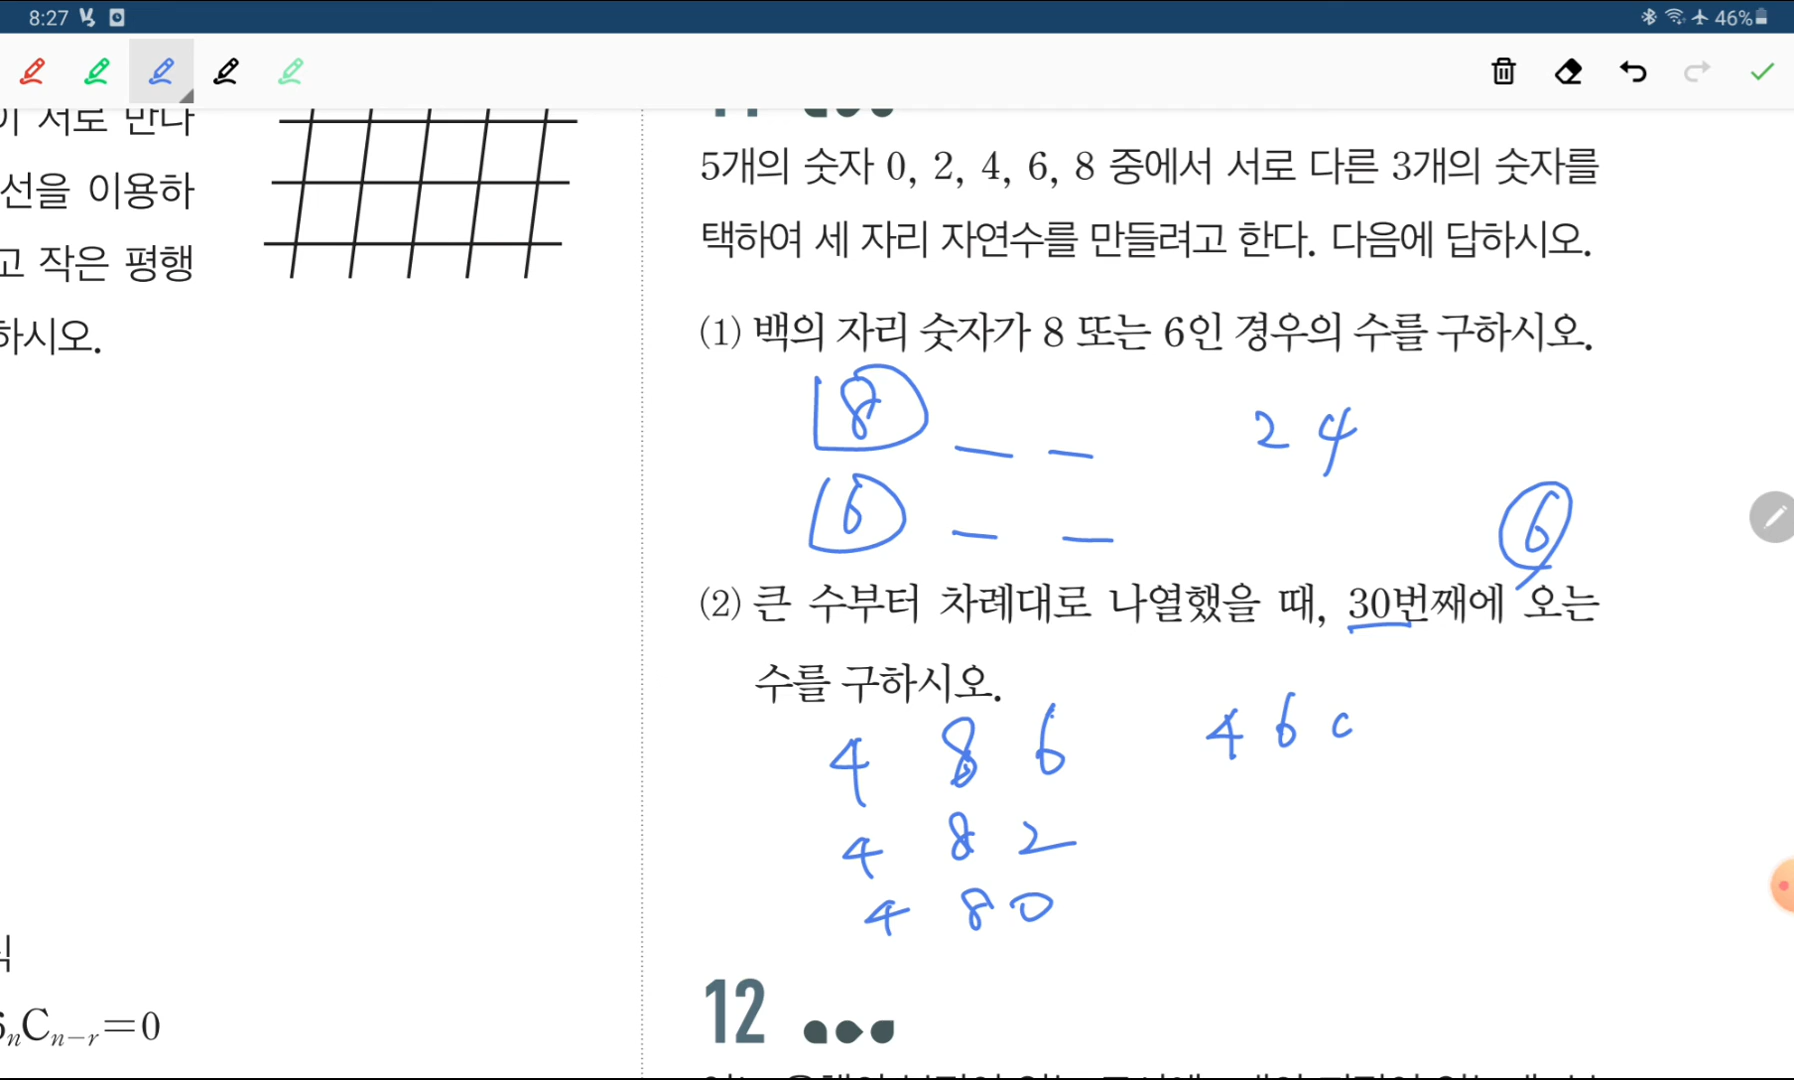 8:27
46%
이 서로 만나
선을 이용하
고 작은 평행
하시오.
식
nCn-r=0
5개의 숫자 0, 2, 4, 6, 8 중에서 서로 다른 3개의 숫자를
택하여 세 자리 자연수를 만들려고 한다. 다음에 답하시오.
(1) 백의 자리 숫자가 8 또는 6인 경우의 수를 구하시오.
8 _ _ 24
6 _ _
6
(2) 큰 수부터 차례대로 나열했을 때, 30번째에 오는
수를 구하시오.
4 8 6 4 6 0
4 8 2
4 8 0
12